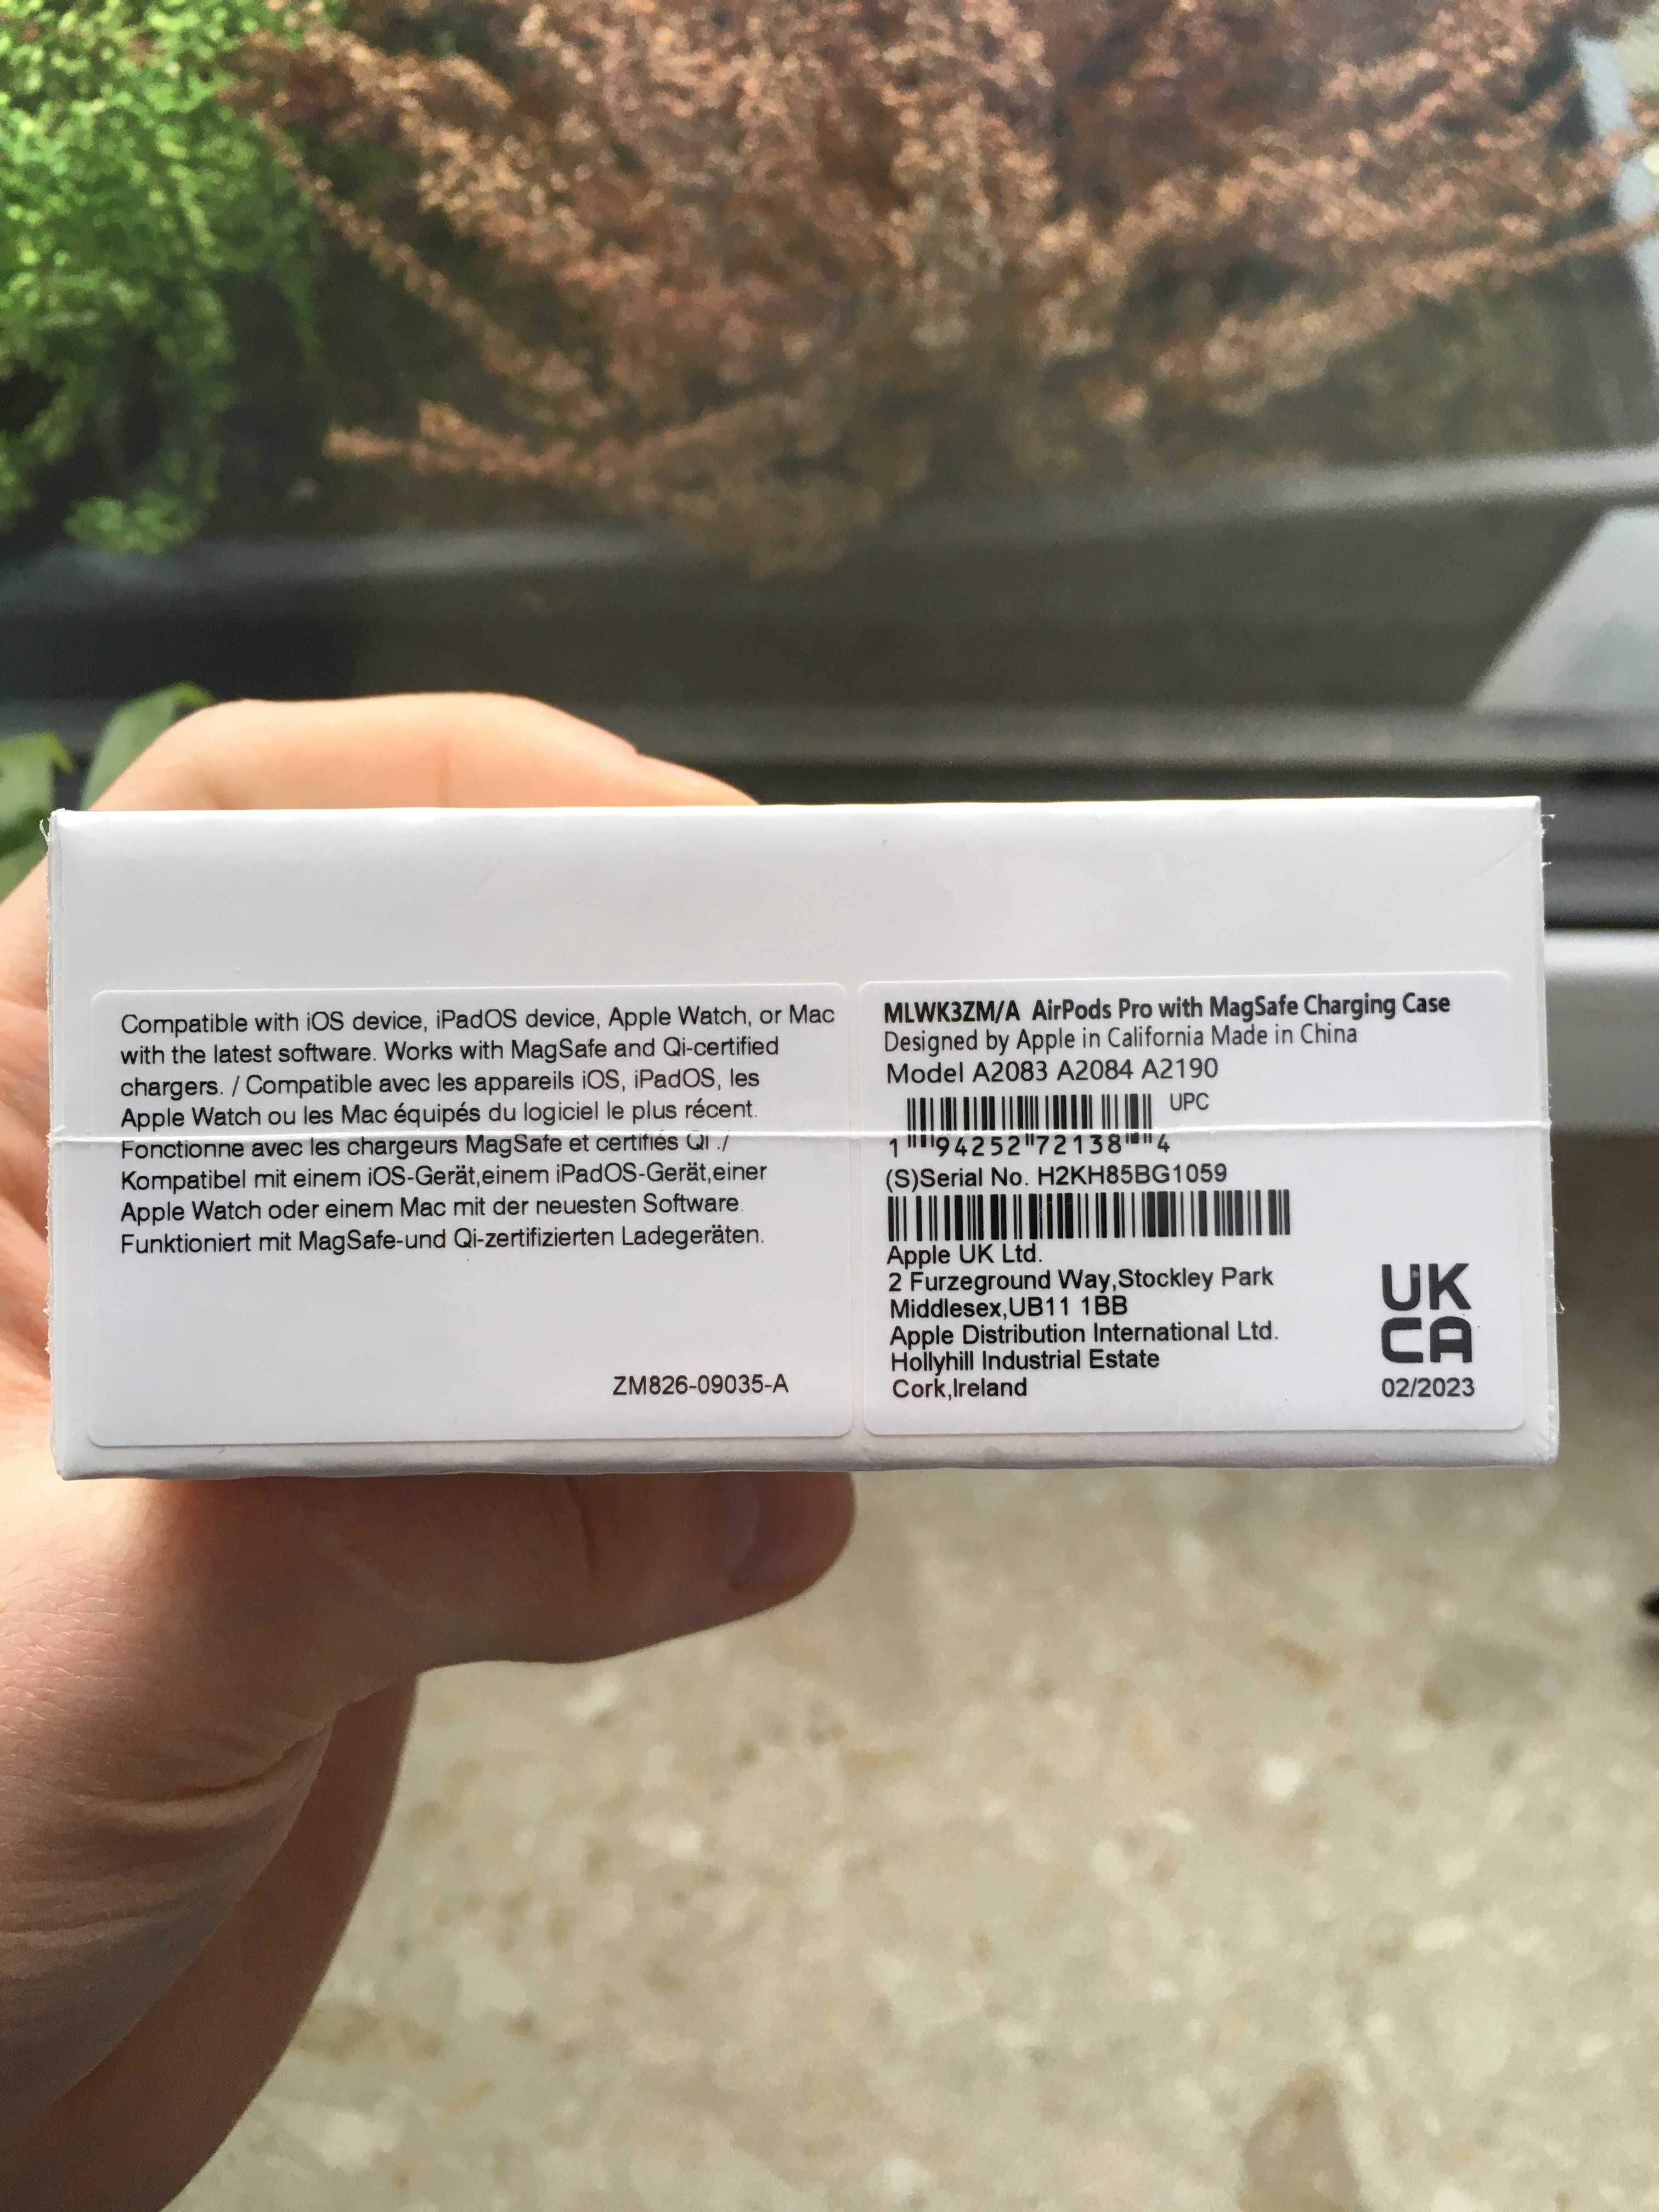 Compatible with iOS device, iPadOS device, Apple Watch, or Mac
with the latest software. Works with MagSafe and Qi-certified
chargers. / Compatible avec les appareils iOS, iPadOS, les
Apple Watch ou les Mac équipés du logiciel le plus récent.
Fonctionne avec les chargeurs MagSafe et certifiés Qi ./
Kompatibel mit einem iOS-Gerät,einem iPadOS-Gerät,einer
Apple Watch oder einem Mac mit der neuesten Software.
Funktioniert mit MagSafe-und Qi-zertifizierten Ladegeräten.
ZM826-09035-A
MLWK3ZM/A AirPods Pro with MagSafe Charging Case
Designed by Apple in California Made in China
Model A2083 A2084 A2190
UPC
1 94252 72138 4
(S)Serial No. H2KH85BG1059
Apple UK Ltd.
2 Furzeground Way,Stockley Park
Middlesex,UB11 1BB
Apple Distribution International Ltd.
Hollyhill Industrial Estate
Cork,Ireland
UK
CA
02/2023